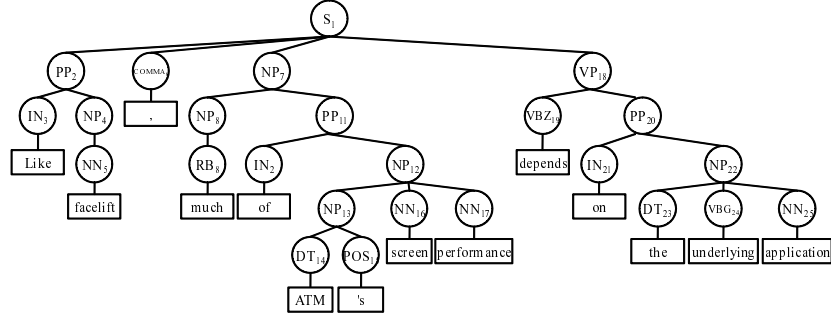 S1
PP2 COMMA NP7 VP18
IN3 NP4 , NP8 PP11 VBZ19 PP20
Like NN5 RB8 IN2 NP12 depends IN21 NP22
facelift much of NP13 NN16 NN17 on DT23 VBG24 NN25
DT14 POS1 screen performance the underlying application
ATM 's